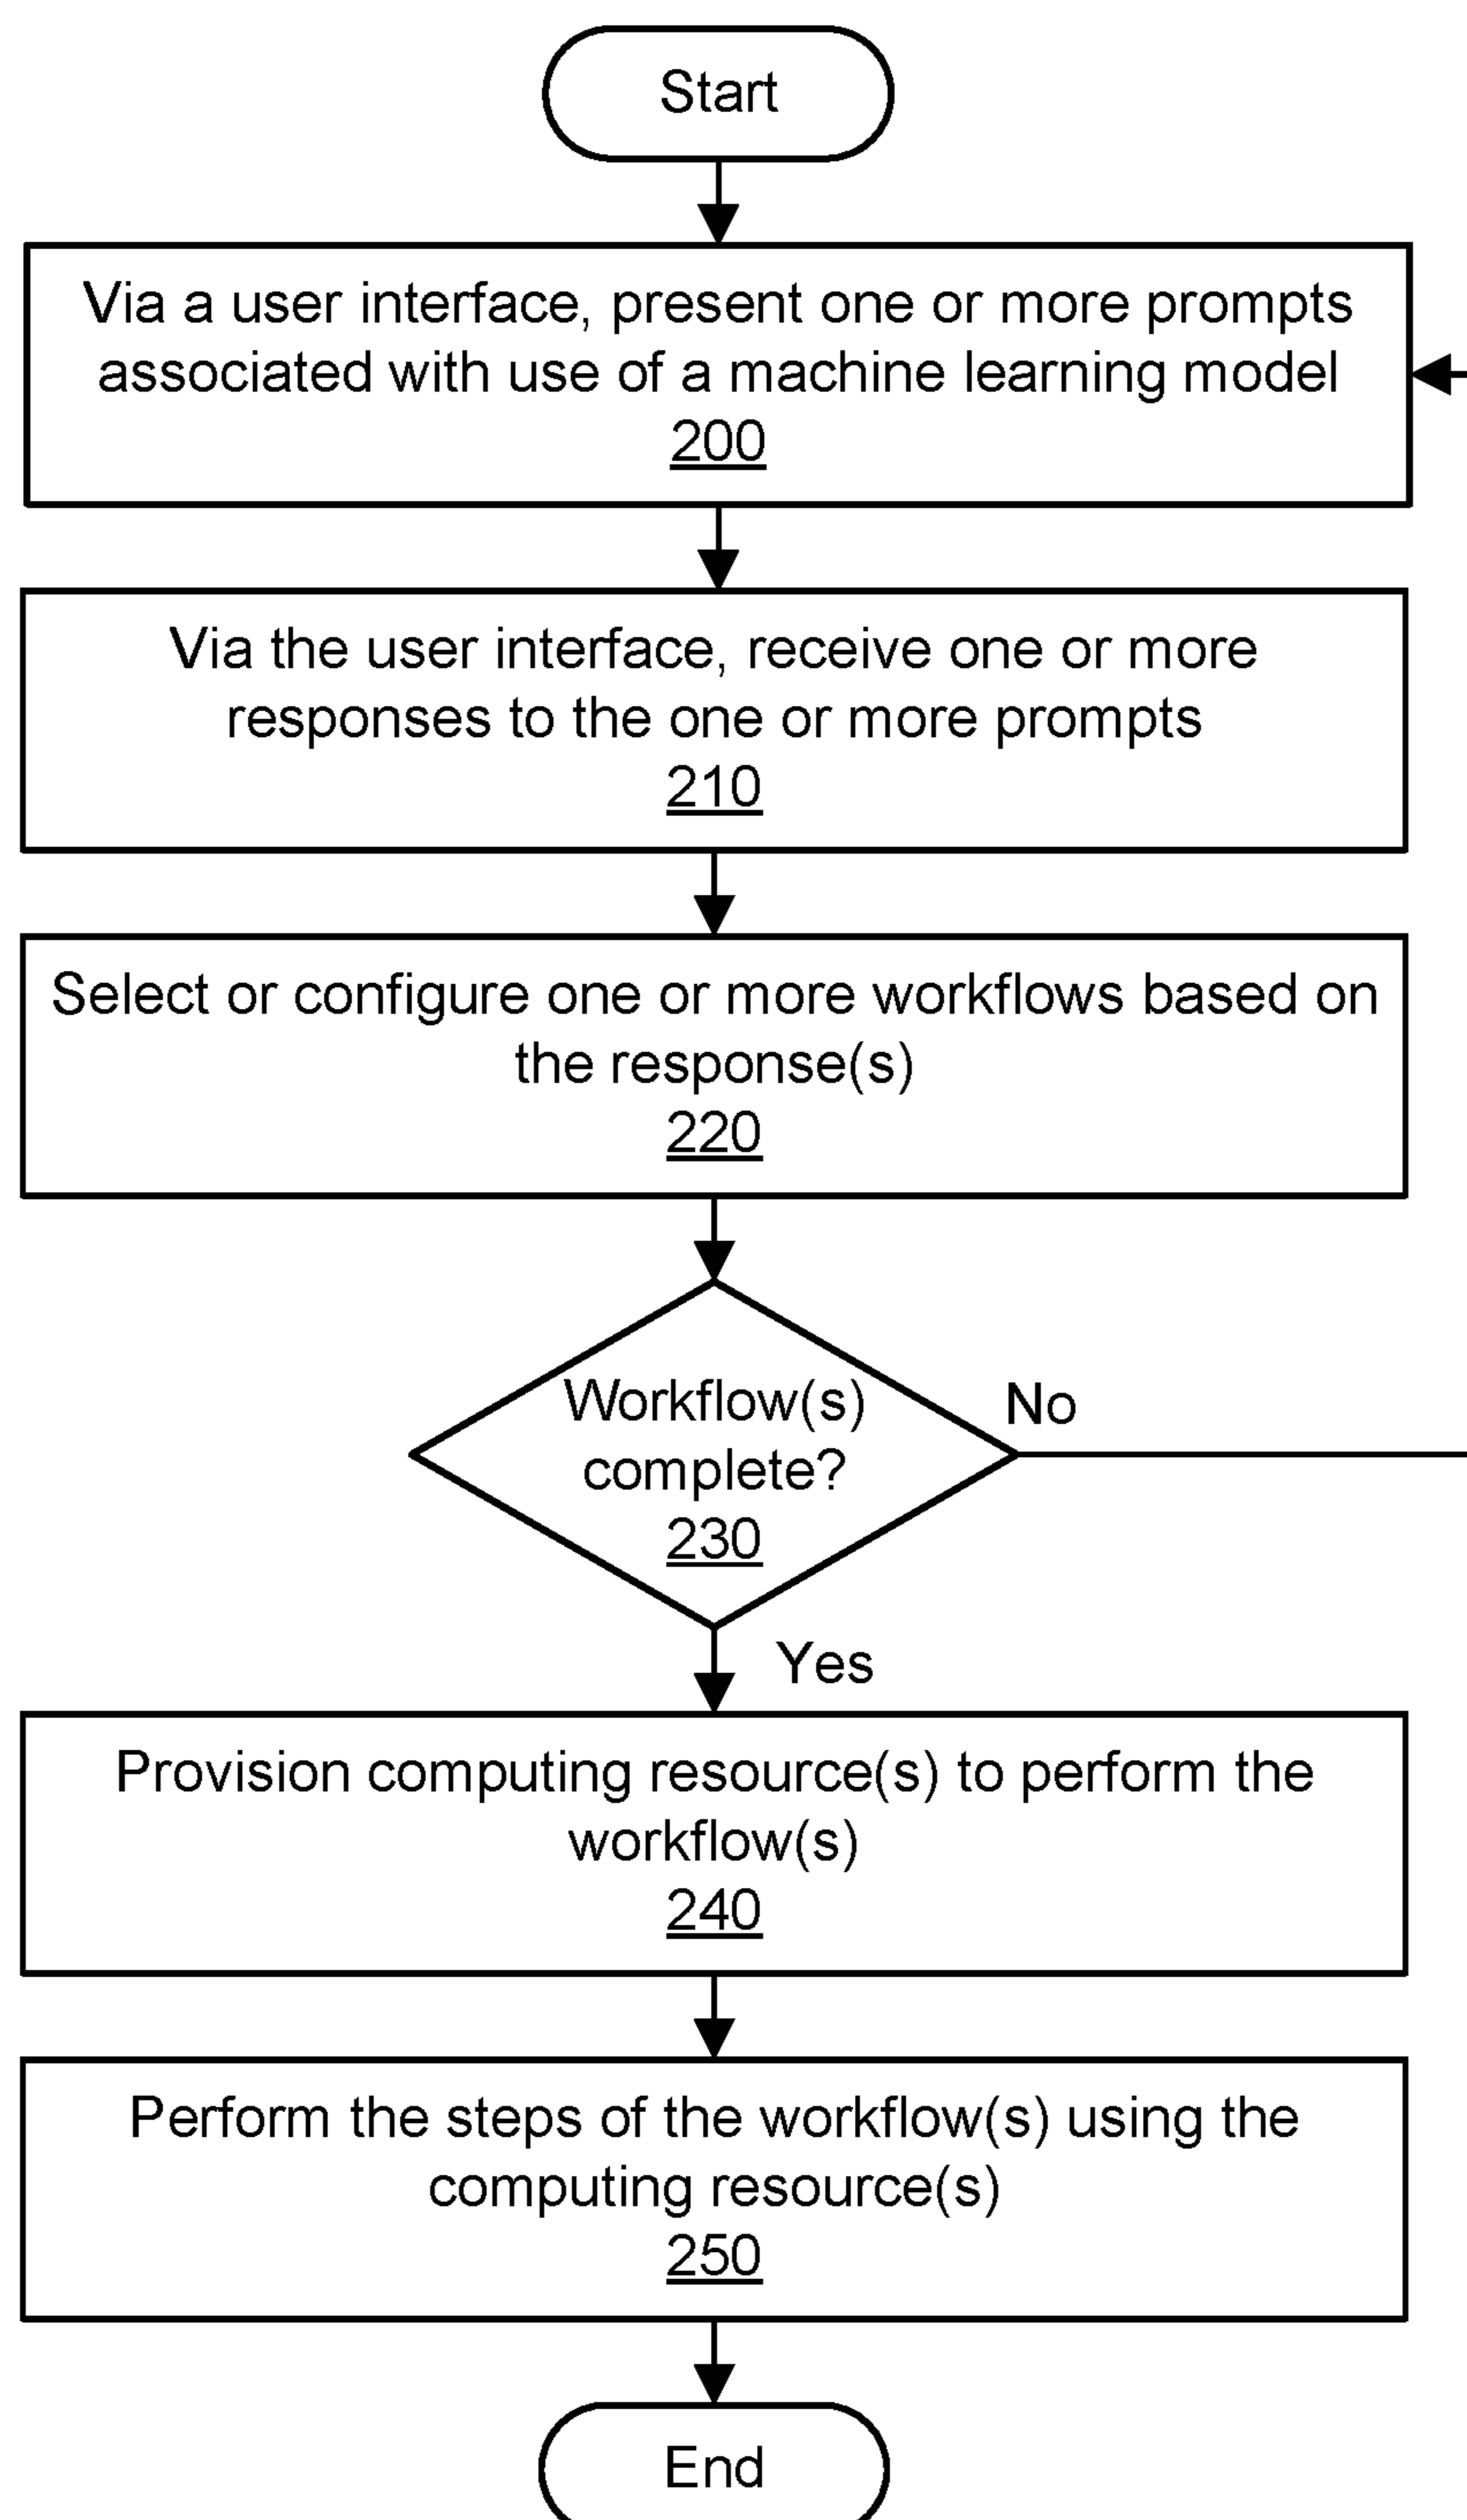 Start
Via a user interface, present one or more prompts
associated with use of a machine learning model
200
Via the user interface, receive one or more
responses to the one or more prompts
210
Select or configure one or more workflows based on
the response(s)
220
Workflow(s)
complete?
230
No
Yes
Provision computing resource(s) to perform the
workflow(s)
240
Perform the steps of the workflow(s) using the
computing resource(s)
250
End